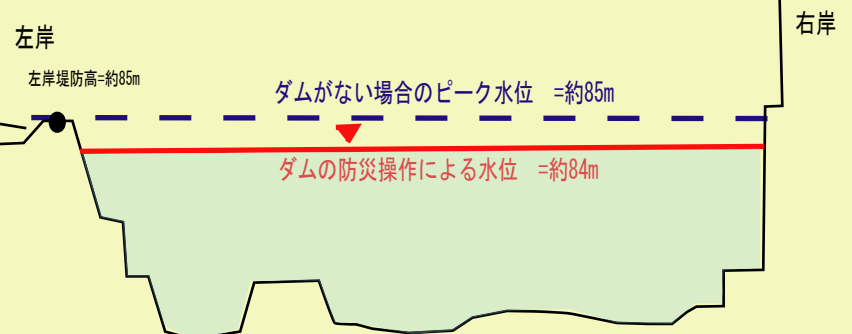 左岸
右岸
左岸堤防高=約85m
ダムがない場合のピーク水位 =約85m
ダムの防災操作による水位 =約84m